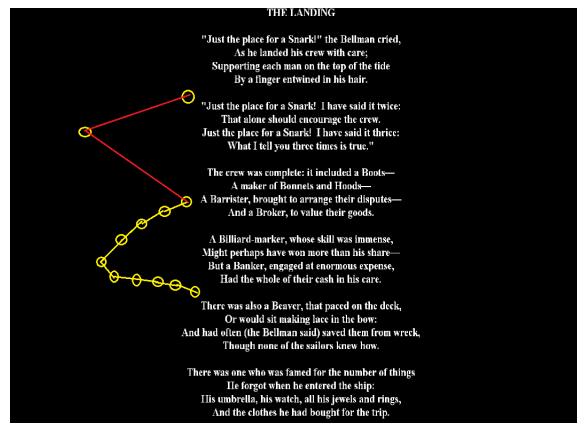 THE LANDING
"Just the place for a Snark!" the Bellman cried,
As he landed his crew with care;
Supporting each man on the top of the tide
By a finger entwined in his hair.
"Just the place for a Snark!  I have said it twice:
That alone should encourage the crew.
Just the place for a Snark!  I have said it thrice:
What I tell you three times is true."
The crew was complete: it included a Boots—
A maker of Bonnets and Hoods—
A Barrister, brought to arrange their disputes—
And a Broker, to value their goods.
A Billiard-marker, whose skill was immense,
Might perhaps have won more than his share—
But a Banker, engaged at enormous expense,
Had the whole of their cash in his care.
There was also a Beaver, that paced on the deck,
Or would sit making lace in the bow:
And had often (the Bellman said) saved them from wreck,
Though none of the sailors knew how.
There was one who was famed for the number of things
He forgot when he entered the ship:
His umbrella, his watch, all his jewels and rings,
And the clothes he had bought for the trip.